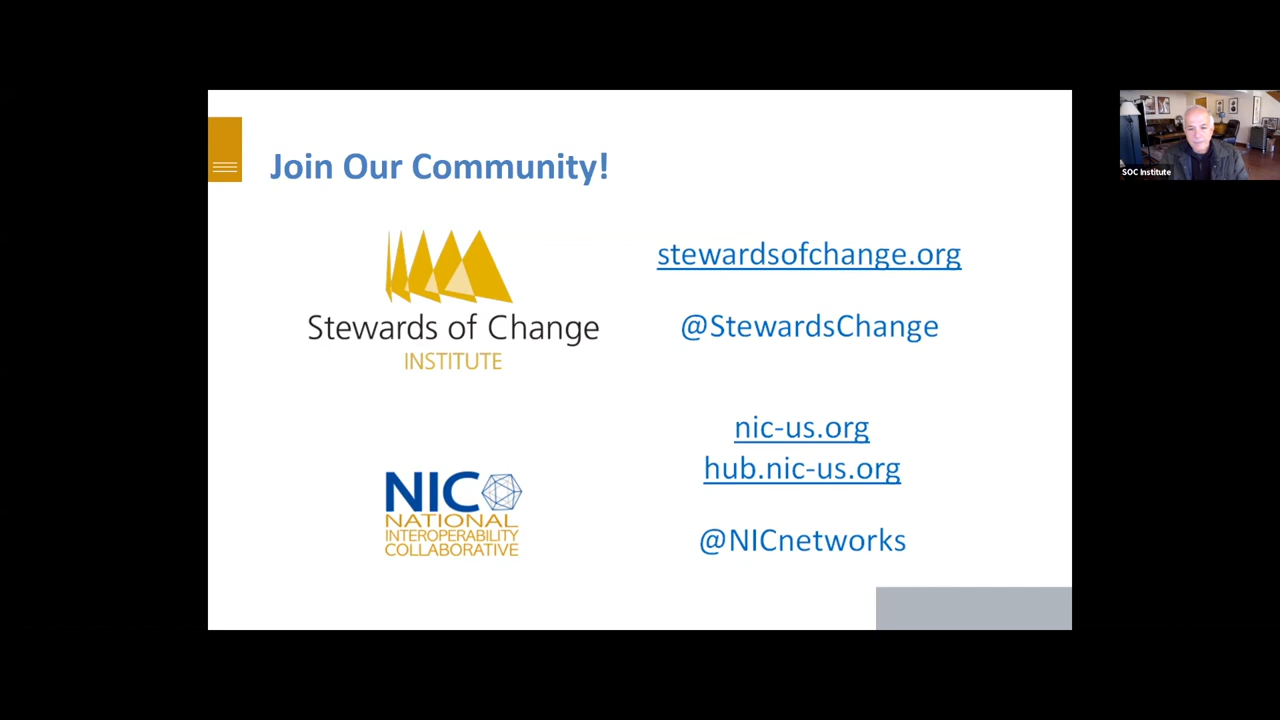 Join Our Community!
Stewards of Change
INSTITUTE
stewardsofchange.org
@StewardsChange
NIC
NATIONAL
INTEROPERABILITY
COLLABORATIVE
nic-us.org
hub.nic-us.org
@NICnetworks
SOC Institute